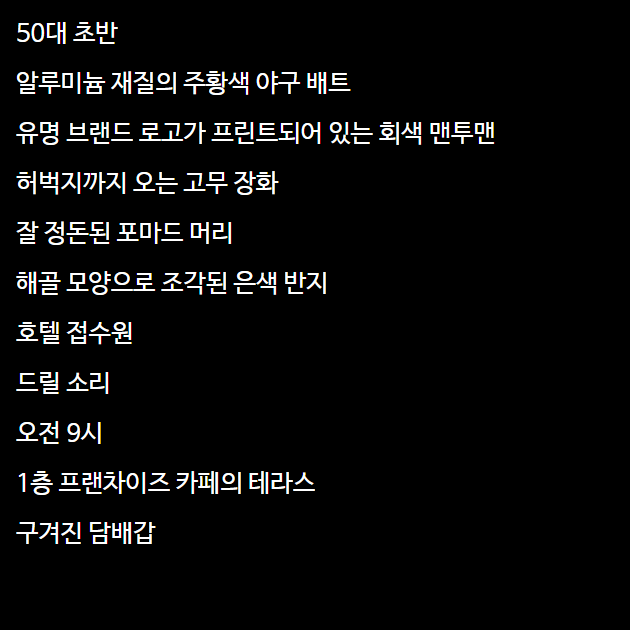 50대 초반
알루미늄 재질의 주황색 야구 배트
유명 브랜드 로고가 프린트되어 있는 회색 맨투맨
허벅지까지 오는 고무 장화
잘 정돈된 포마드 머리
해골 모양으로 조각된 은색 반지
호텔 접수원
드릴 소리
오전 9시
1층 프랜차이즈 카페의 테라스
구겨진 담배갑